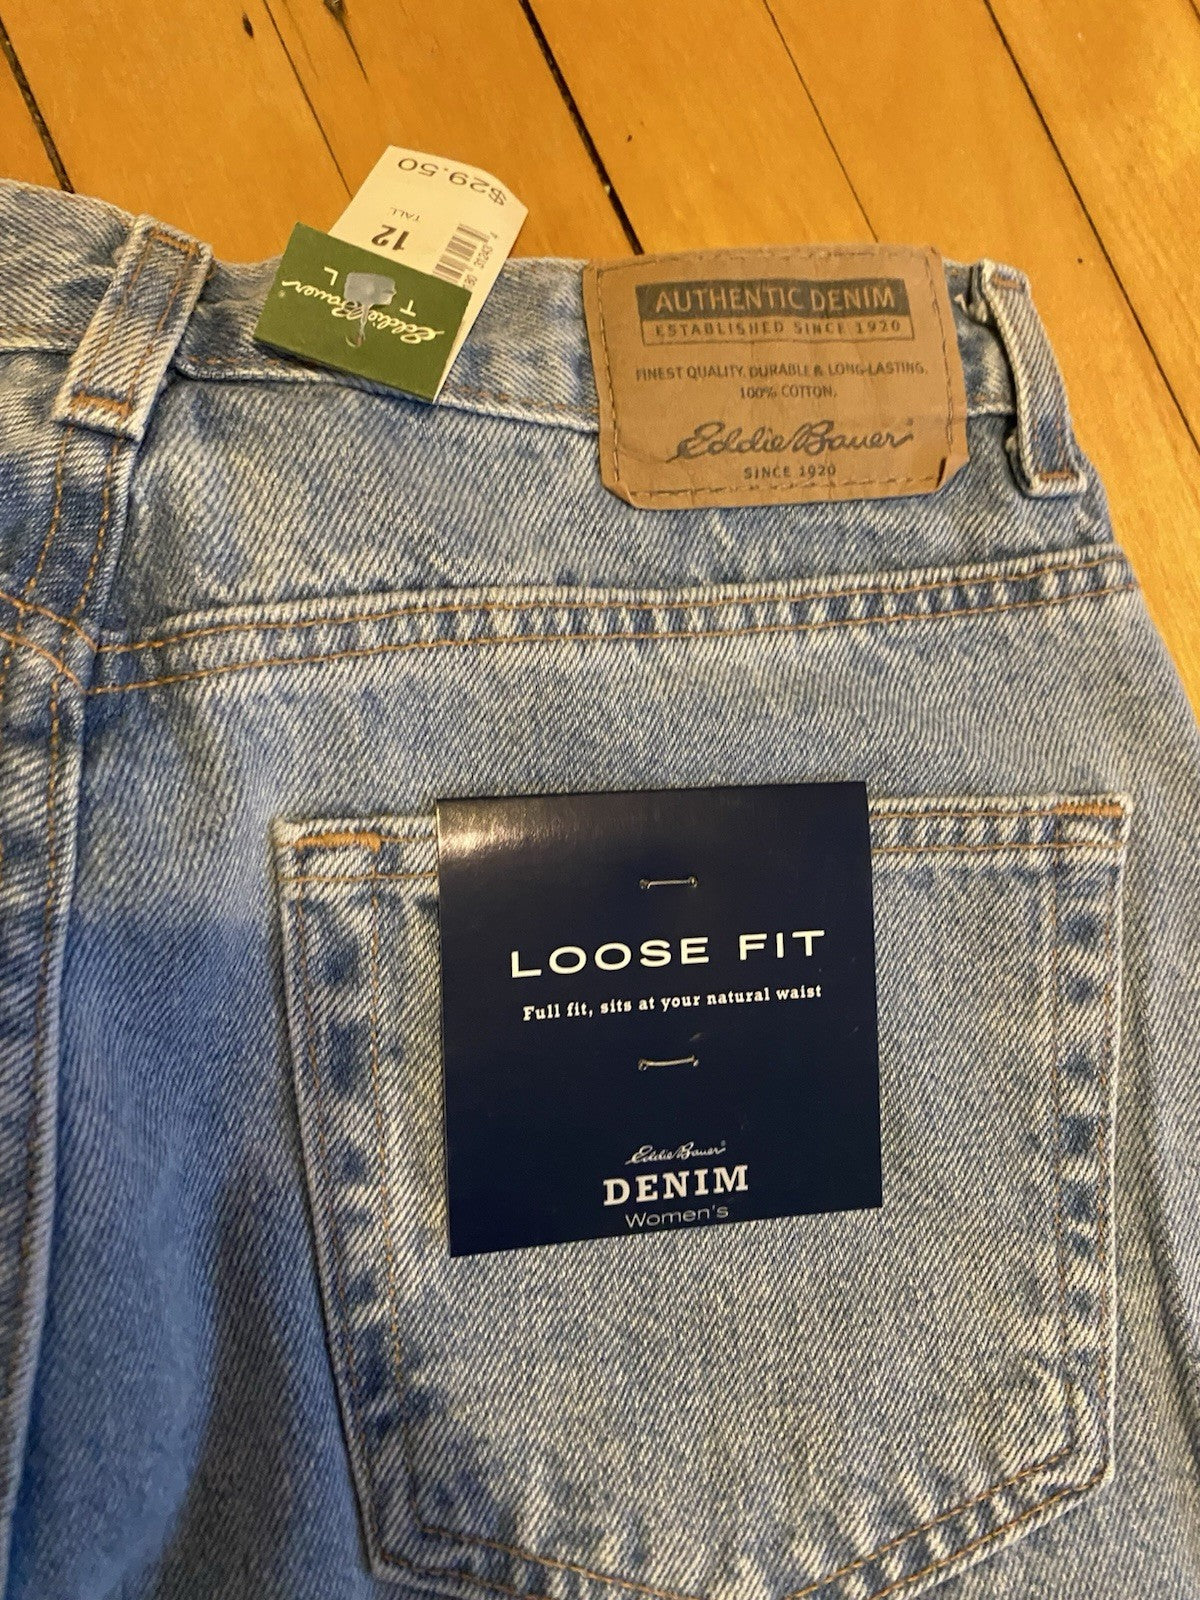 $29.50
12
TALL
Eddie Bauer
T L
AUTHENTIC DENIM
ESTABLISHED SINCE 1920
FINEST QUALITY, DURABLE & LONG-LASTING.
100% COTTON.
Eddie Bauer
SINCE 1920
LOOSE FIT
Full fit, sits at your natural waist
Eddie Bauer
DENIM
Women's